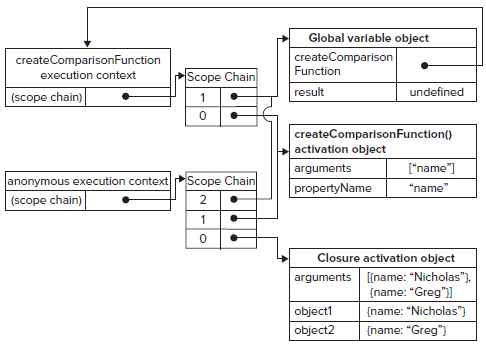 createComparisonFunction
execution context
(scope chain)
Scope Chain
1
0
Global variable object
createComparison
Function
result
undefined
createComparisonFunction()
activation object
arguments
["name"]
propertyName
“name”
anonymous execution context
(scope chain)
Scope Chain
2
1
0
Closure activation object
arguments
[{name: “Nicholas”},
{name: “Greg”}]
object1
{name: “Nicholas”}
object2
{name: “Greg”}